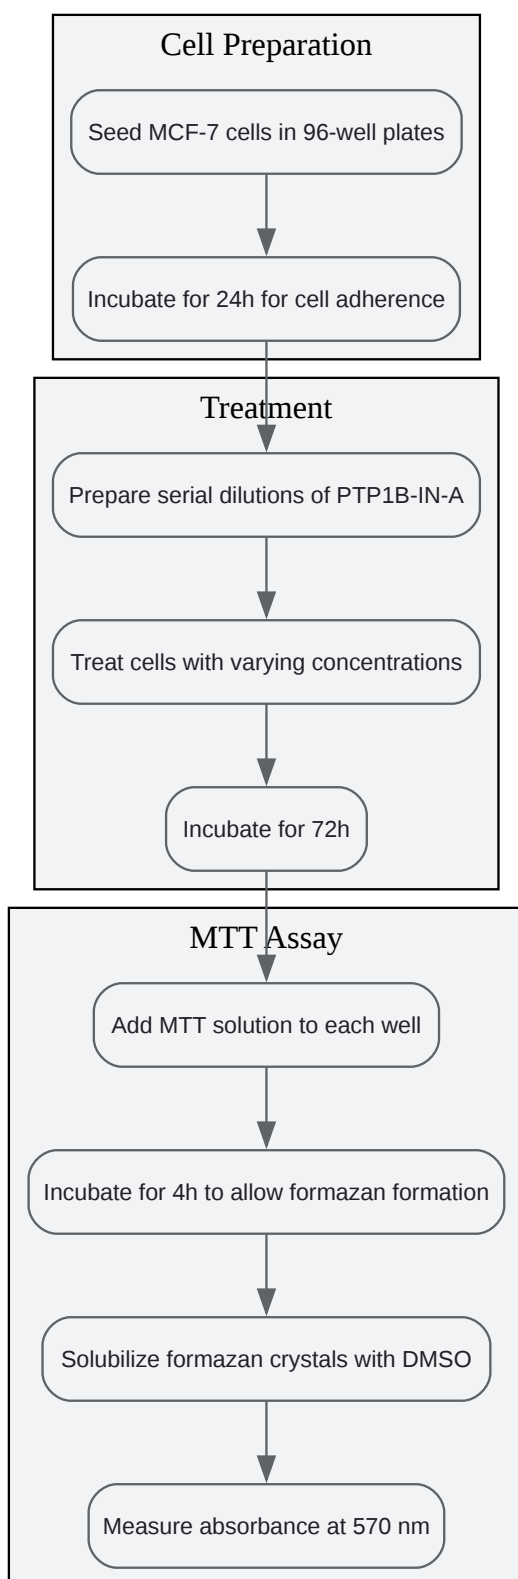 Cell Preparation
Seed MCF-7 cells in 96-well plates
Incubate for 24h for cell adherence
Treatment
Prepare serial dilutions of PTP1B-IN-A
Treat cells with varying concentrations
Incubate for 72h
MTT Assay
Add MTT solution to each well
Incubate for 4h to allow formazan formation
Solubilize formazan crystals with DMSO
Measure absorbance at 570 nm